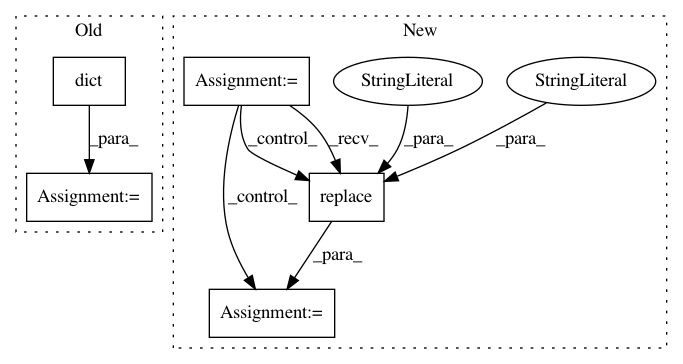 Old
New
dict
Assignment:=
StringLiteral
StringLiteral
_para_
_control_
_recv_
_para_
_para_
Assignment:=
_control_
replace
_para_
Assignment:=